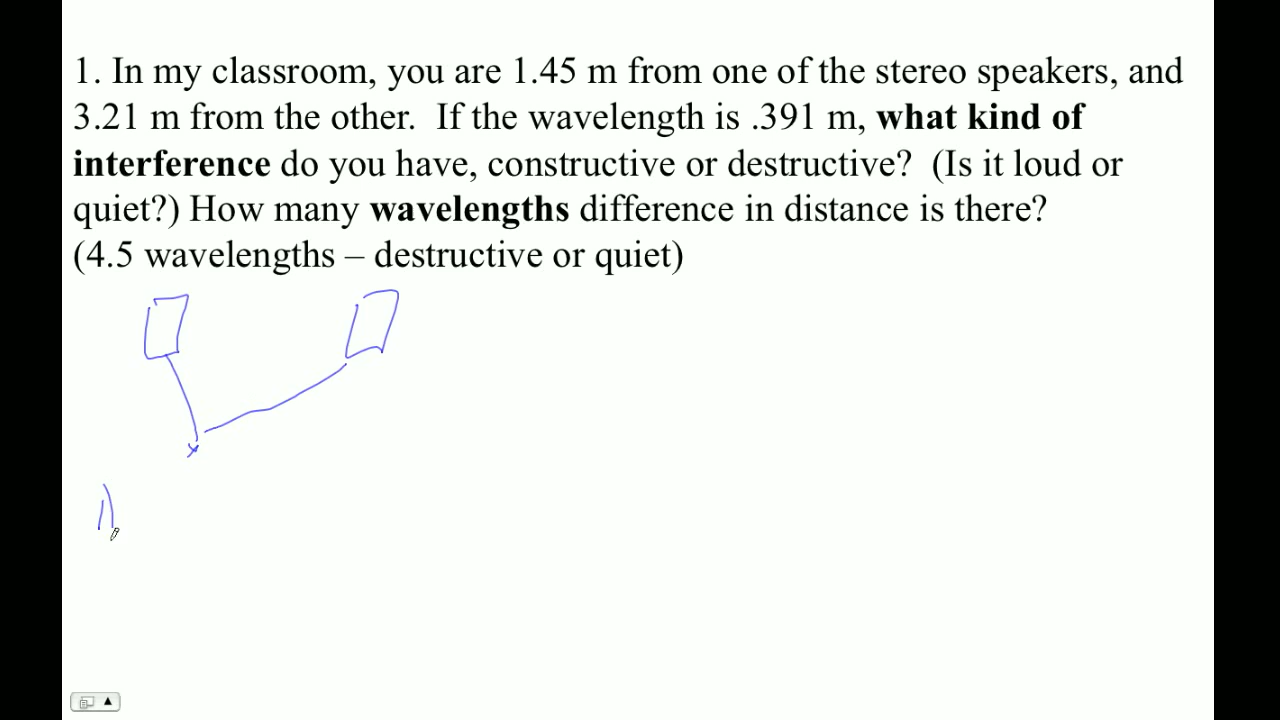 1. In my classroom, you are 1.45 m from one of the stereo speakers, and
3.21 m from the other.  If the wavelength is .391 m, what kind of
interference do you have, constructive or destructive?  (Is it loud or
quiet?) How many wavelengths difference in distance is there?
(4.5 wavelengths – destructive or quiet)
1)